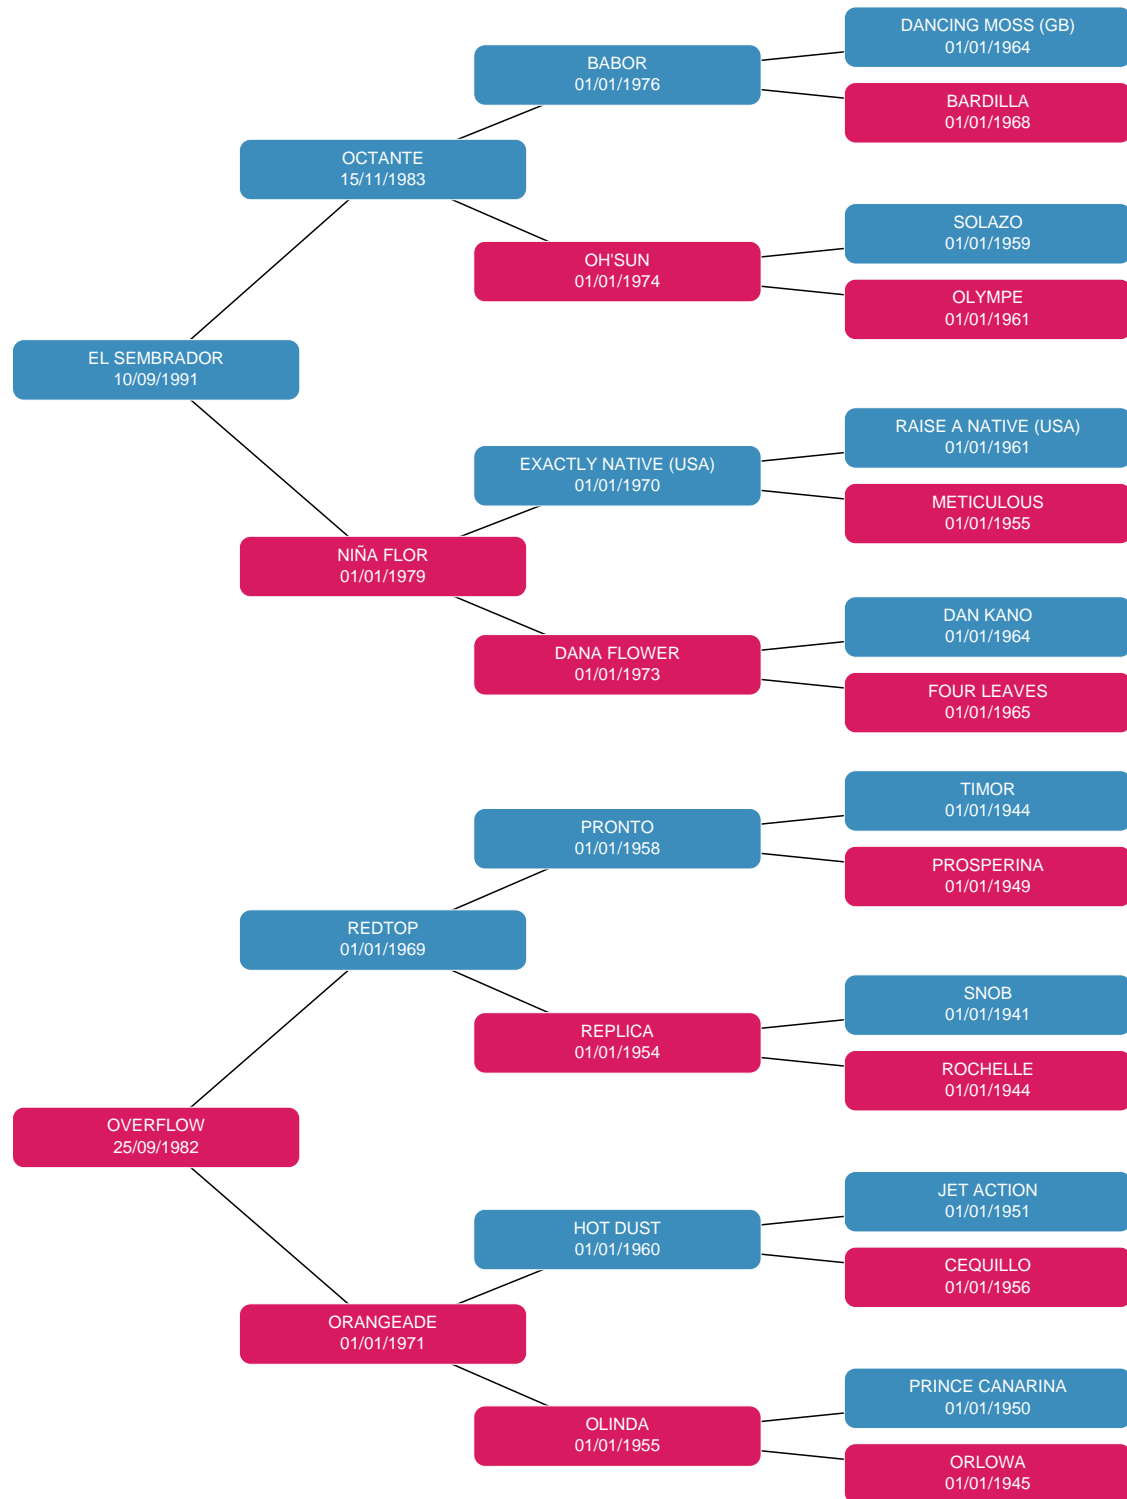 DANCING MOSS (GB)
01/01/1964
BABOR
01/01/1976
BARDILLA
01/01/1968
OCTANTE
15/11/1983
SOLAZO
01/01/1959
OH'SUN
01/01/1974
OLYMPE
01/01/1961
EL SEMBRADOR
10/09/1991
RAISE A NATIVE (USA)
01/01/1961
EXACTLY NATIVE (USA)
01/01/1970
METICULOUS
01/01/1955
NIÑA FLOR
01/01/1979
DAN KANO
01/01/1964
DANA FLOWER
01/01/1973
FOUR LEAVES
01/01/1965
TIMOR
01/01/1944
PRONTO
01/01/1958
PROSPERINA
01/01/1949
REDTOP
01/01/1969
SNOB
01/01/1941
REPLICA
01/01/1954
ROCHELLE
01/01/1944
OVERFLOW
25/09/1982
JET ACTION
01/01/1951
HOT DUST
01/01/1960
CEQUILLO
01/01/1956
ORANGEADE
01/01/1971
PRINCE CANARINA
01/01/1950
OLINDA
01/01/1955
ORLOWA
01/01/1945